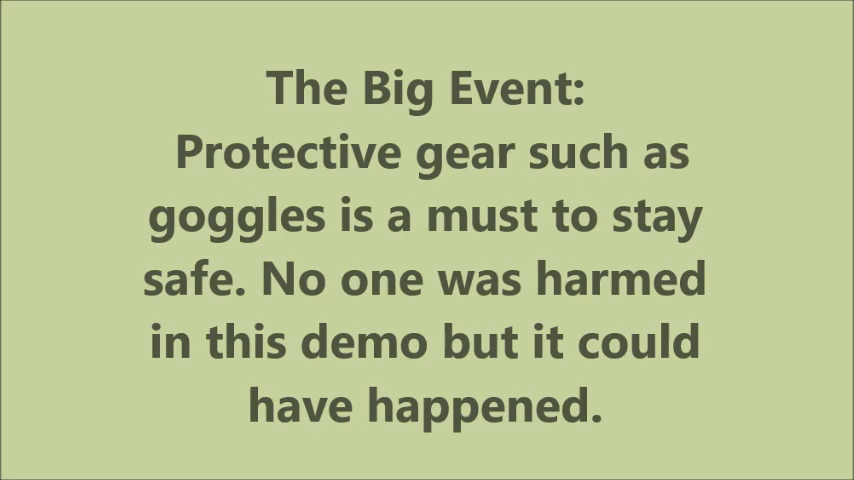 The Big Event:
Protective gear such as
goggles is a must to stay
safe. No one was harmed
in this demo but it could
have happened.